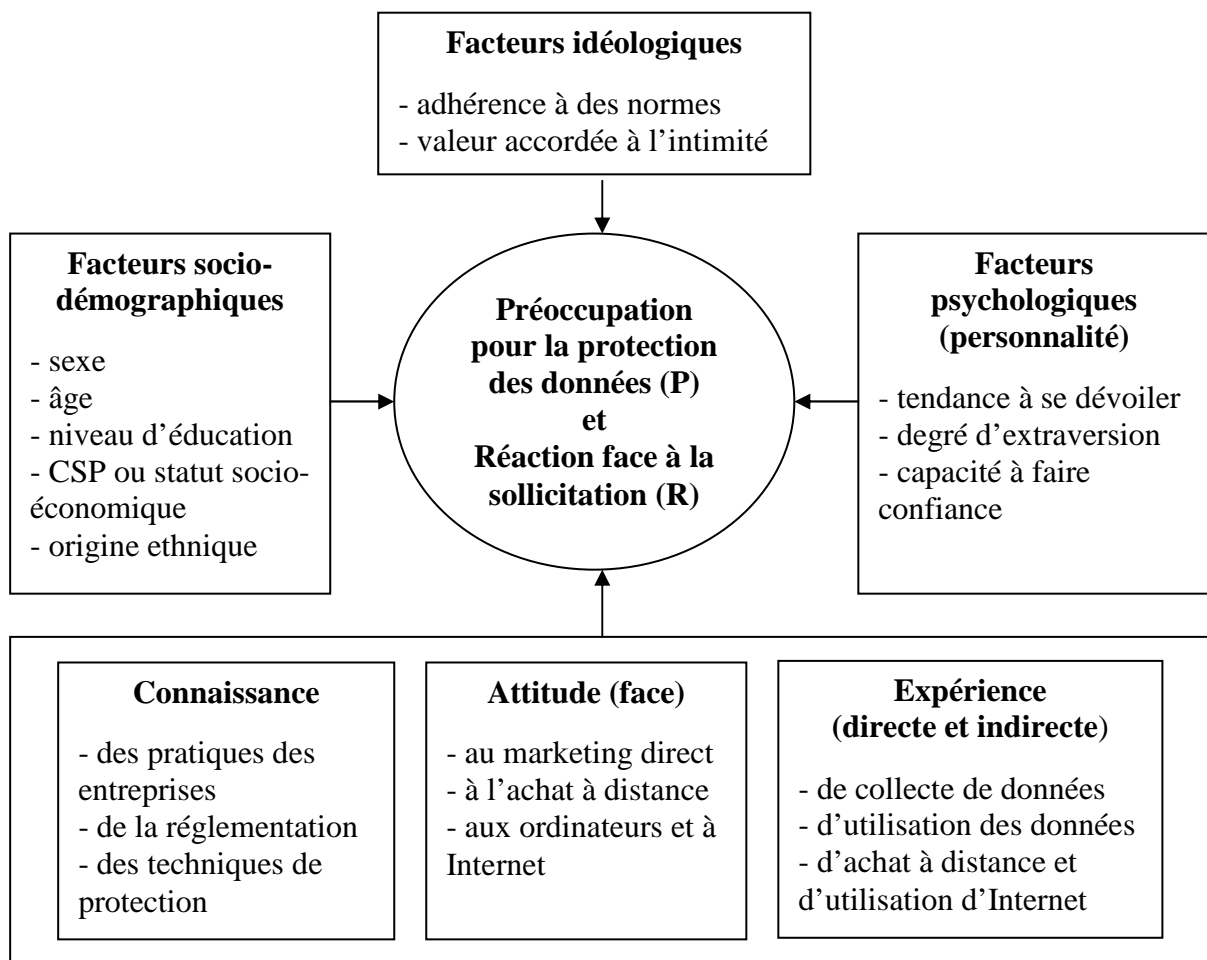 Facteurs idéologiques
- adhérence à des normes
- valeur accordée à l’intimité
Facteurs socio-
démographiques
- sexe
- âge
- niveau d’éducation
- CSP ou statut socio-
économique
- origine ethnique
Préoccupation
pour la protection
des données (P)
et
Réaction face à la
sollicitation (R)
Facteurs
psychologiques
(personnalité)
- tendance à se dévoiler
- degré d’extraversion
- capacité à faire
confiance
Connaissance
- des pratiques des
entreprises
- de la réglementation
- des techniques de
protection
Attitude (face)
- au marketing direct
- à l’achat à distance
- aux ordinateurs et à
Internet
Expérience
(directe et indirecte)
- de collecte de données
- d’utilisation des données
- d’achat à distance et
d’utilisation d’Internet